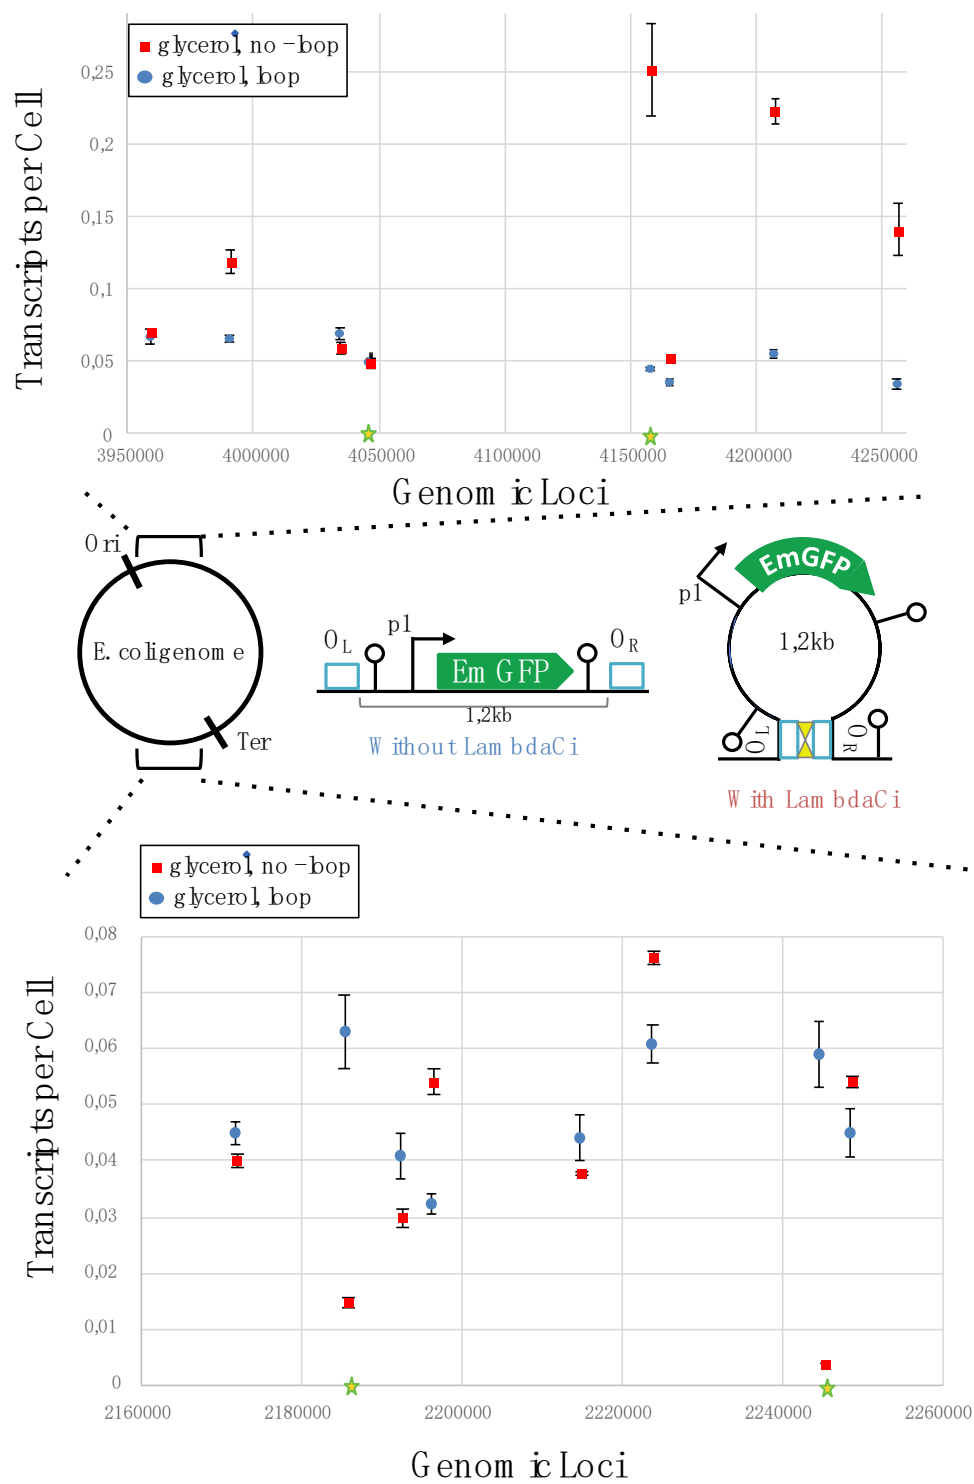 glycerol, no-loop
glycerol, loop
Transcripts per Cell
0,25
0,2
0,15
0,1
0,05
0
3950000 4000000 4050000 4100000 4150000 4200000 4250000
Genomic Loci
Ori
E. coli genome
Ter
OL
p1
EmGFP
OR
1,2kb
Without LambdaCi
p1
EmGFP
1,2kb
OL
OR
With LambdaCi
glycerol, no-loop
glycerol, loop
Transcripts per Cell
0,08
0,07
0,06
0,05
0,04
0,03
0,02
0,01
0
2160000 2180000 2200000 2220000 2240000 2260000
Genomic Loci